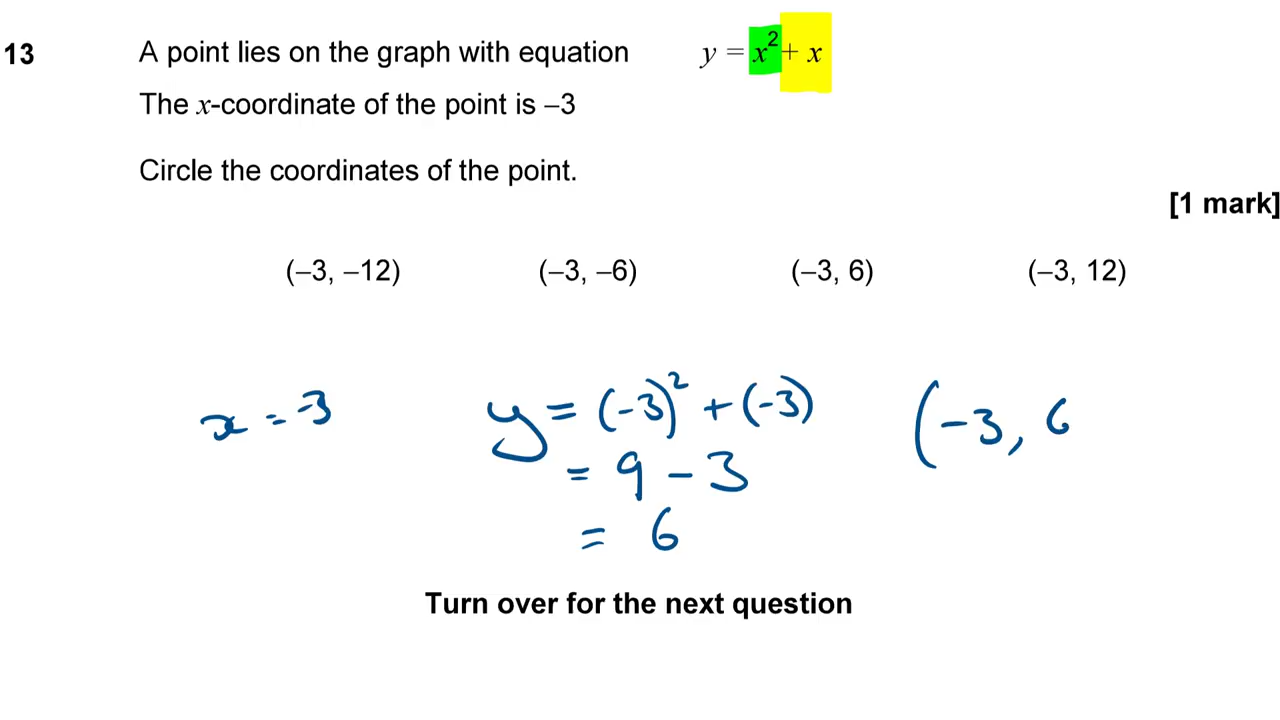 13 A point lies on the graph with equation y = x² + x
The x-coordinate of the point is –3
Circle the coordinates of the point.
[1 mark]
(–3, –12) (–3, –6) (–3, 6) (–3, 12)
x = -3 y = (-3)² + (-3) (-3, 6
= 9 - 3
= 6
Turn over for the next question